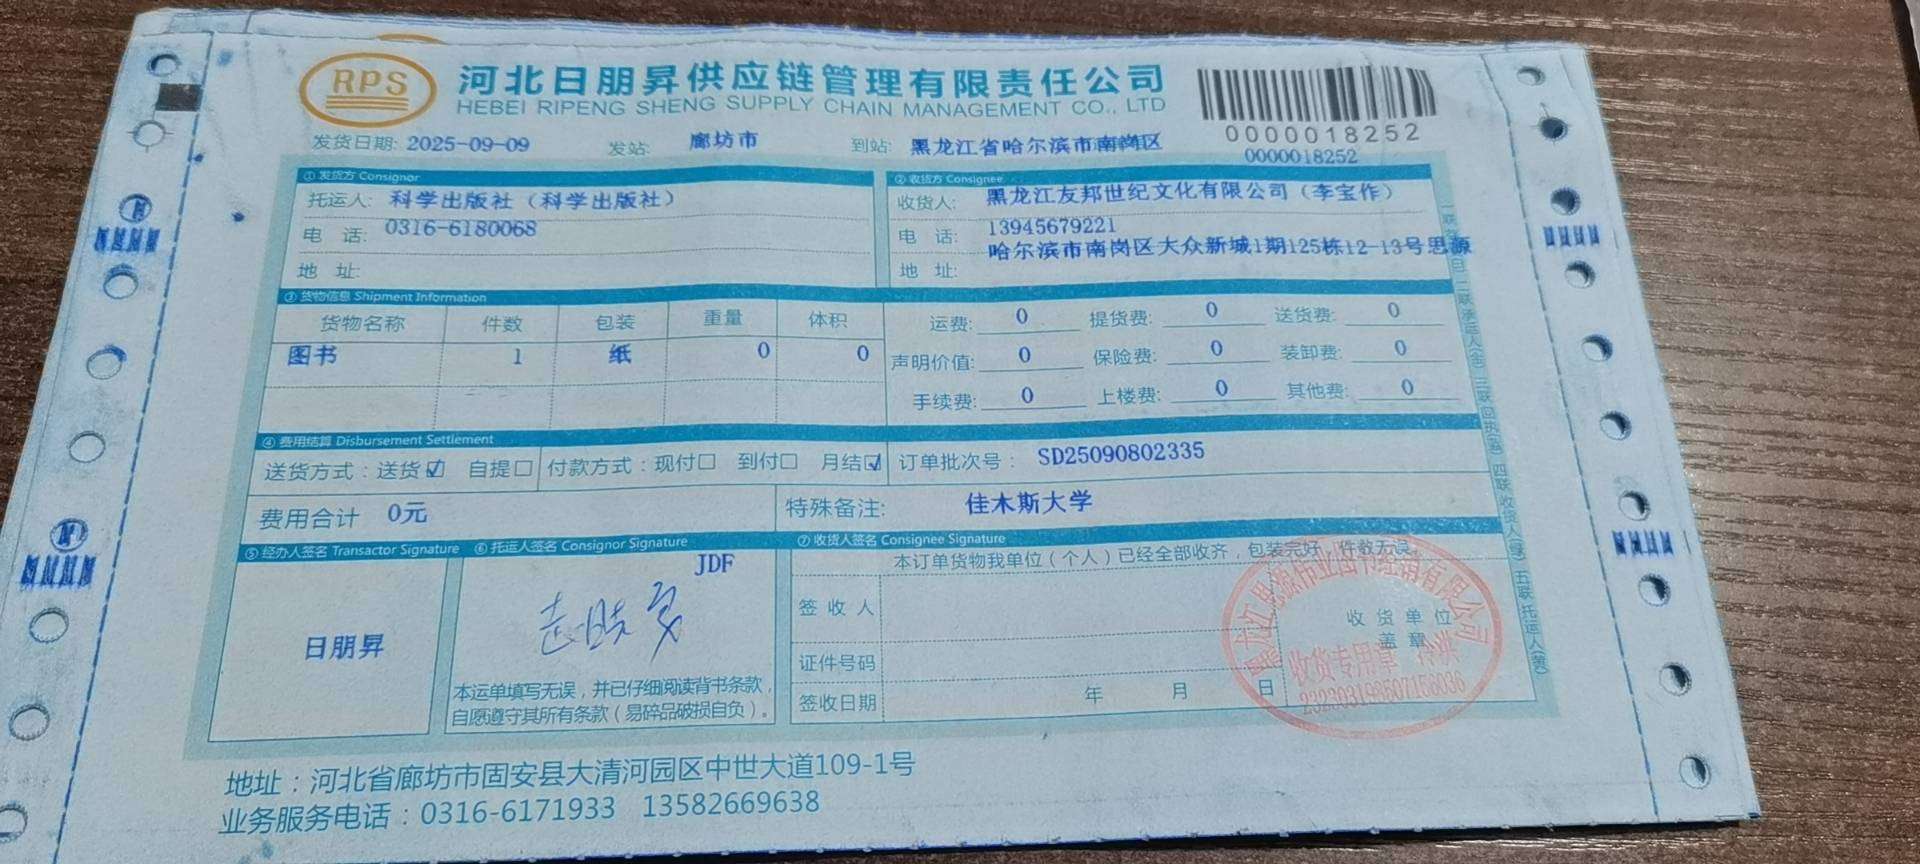 RPS
河北日朋昇供应链管理有限责任公司
HEBEI RIPENG SHENG SUPPLY CHAIN MANAGEMENT CO., LTD
0000018252
0000018252
发货日期: 2025-09-09 发站: 廊坊市 到站: 黑龙江省哈尔滨市南岗区
① 发货方 Consignor ② 收货方 Consignee
托运人: 科学出版社（科学出版社） 收货人: 黑龙江友邦世纪文化有限公司（李宝作）
电 话: 0316-6180068 电 话: 13945679221
地 址: 地 址: 哈尔滨市南岗区大众新城1期125栋12-13号思源
③ 货物信息 Shipment Information
货物名称 件数 包装 重量 体积 运费: 0 提货费: 0 送货费: 0
图书 1 纸 0 0 声明价值: 0 保险费: 0 装卸费: 0
手续费: 0 上楼费: 0 其他费: 0
④ 费用结算 Disbursement Settlement
送货方式：送货☑ 自提☐ 付款方式：现付☐ 到付☐ 月结☑ 订单批次号： SD25090802335
费用合计 0元 特殊备注: 佳木斯大学
⑤ 经办人签名 Transactor Signature ⑥ 托运人签名 Consignor Signature ⑦ 收货人签名 Consignee Signature
JDF 本订单货物我单位（个人）已经全部收齐，包装完好，件数无误。
日朋昇
签 收 人
收 货 单 位
盖 章
收货专用章
证件号码
签收日期 年 月 日
本运单填写无误，并已仔细阅读背书条款，
自愿遵守其所有条款（易碎品破损自负）。
地址：河北省廊坊市固安县大清河园区中世大道109-1号
业务服务电话：0316-6171933 13582669638